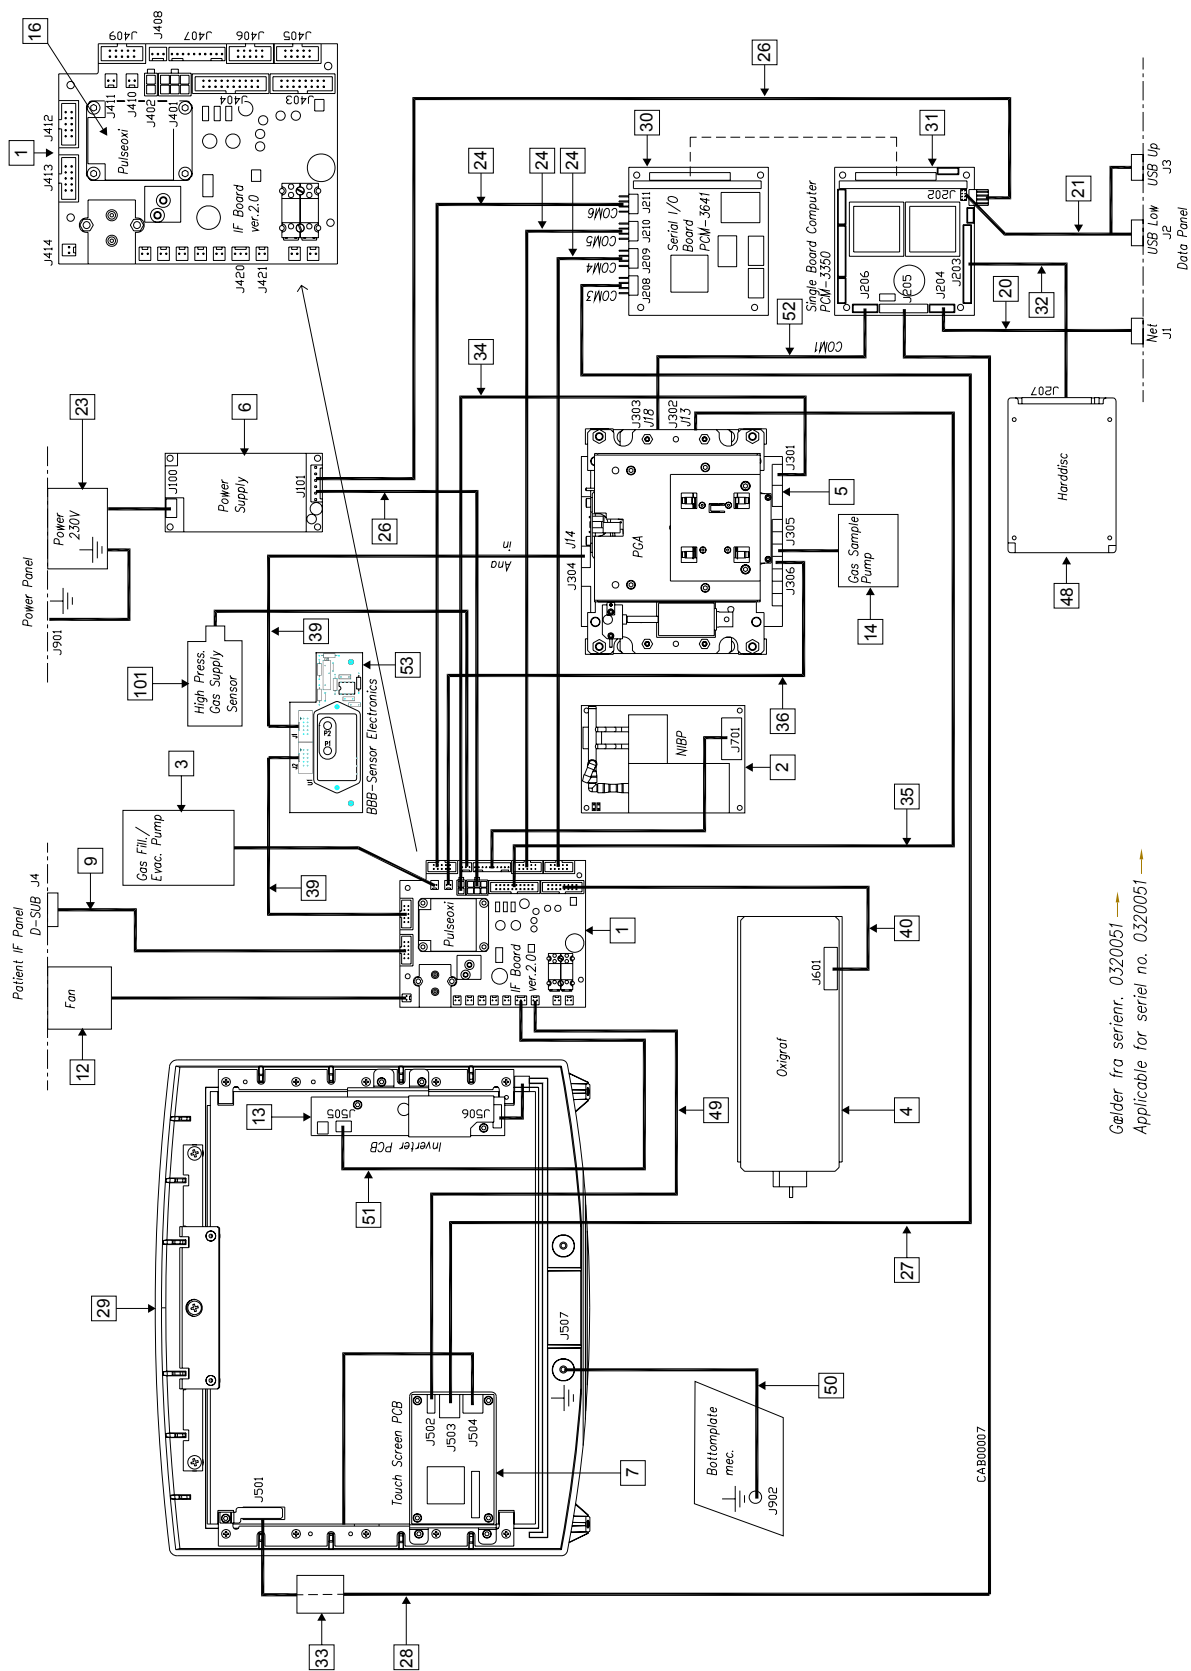 Patient IF Panel
D-SUB J4
Power Panel
J901
Fan
12
9
Gas Fill./
Evac. Pump
3
39
High Press.
Gas Supply
Sensor
101
39
Power
230V
23
J100
Power
Supply
J101
6
26
BBB-Sensor Electronics
53
J2
J1
U1
P1
P2
Ana
in
16
1
Pulseoxi
IF Board
ver.2.0
J414
J413
J412
J411
J410
J402
J401
J409
J408
J407
J406
J405
J404
J403
J420
J421
Pulseoxi
IF Board
ver.2.0
1
29
33
28
J501
Touch Screen PCB
J502
J503
J504
7
13
J505
J506
Inverter PCB
51
49
J507
50
Bottomplate
mec.
J902
27
CAB00007
NIBP
J701
2
36
35
40
Oxigraf
J601
4
34
PGA
J304
J14
J303
J18
J302
J13
J301
J305
J306
5
Gas Sample
Pump
14
24
24
24
COM6
COM5
COM4
COM3
J211
J210
J209
J208
Serial I/O
Board
PCM-3641
30
26
52
COM1
Single Board Computer
PCM-3350
J206
J205
J204
J203
J202
31
32
20
21
Harddisc
J207
48
Net
J1
USB Low
J2
USB Up
J3
Data Panel
Gælder fra serienr. 0320051
Applicable for seriel no. 0320051